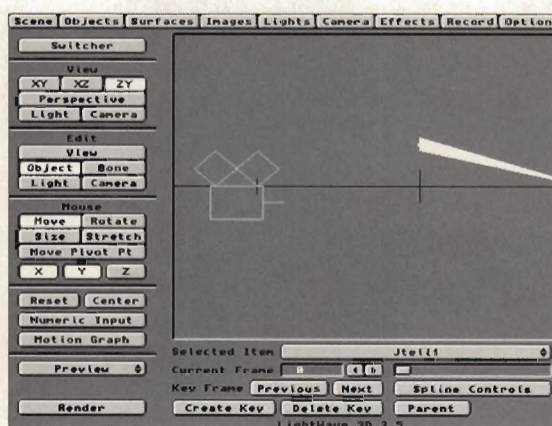 Scene Objects Surfaces Images Lights Camera Effects Record Option
Switcher
View
XY XZ ZY
Perspective
Light Camera
Edit
View
Object Bone
Light Camera
Mouse
Move Rotate
Size Stretch
Move Pivot Pt
X Y Z
Reset Center
Numeric Input
Motion Graph
Preview
Render
Selected Item Jtell1
Current Frame 0
Key Frame Previous Next Spline Controls
Create Key Delete Key Parent
LightWave 3D 3.5